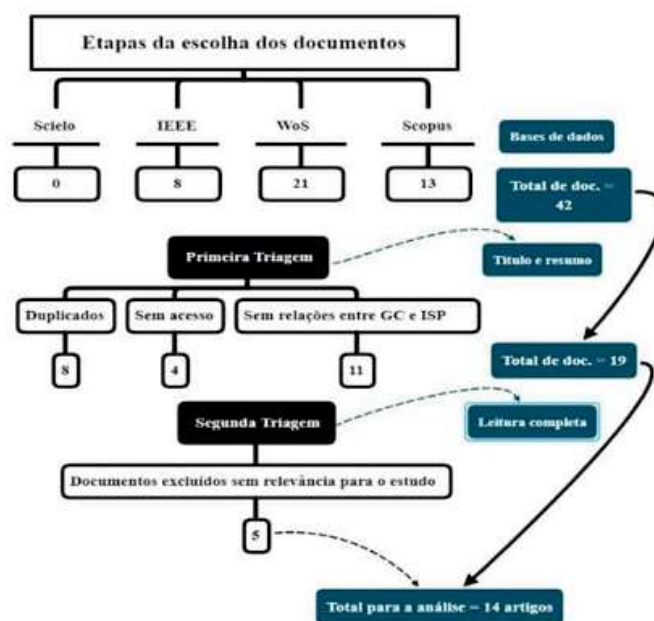 Etapas da escolha dos documentos
Scielo
IEEE
WoS
Scopus
Bases de dados
0
8
21
13
Total de doc. =
42
Primeira Triagem
Título e resumo
Duplicados
Sem acesso
Sem relações entre GC e ISP
8
4
11
Total de doc. = 19
Segunda Triagem
Leitura completa
Documentos excluídos sem relevância para o estudo
5
Total para a análise = 14 artigos